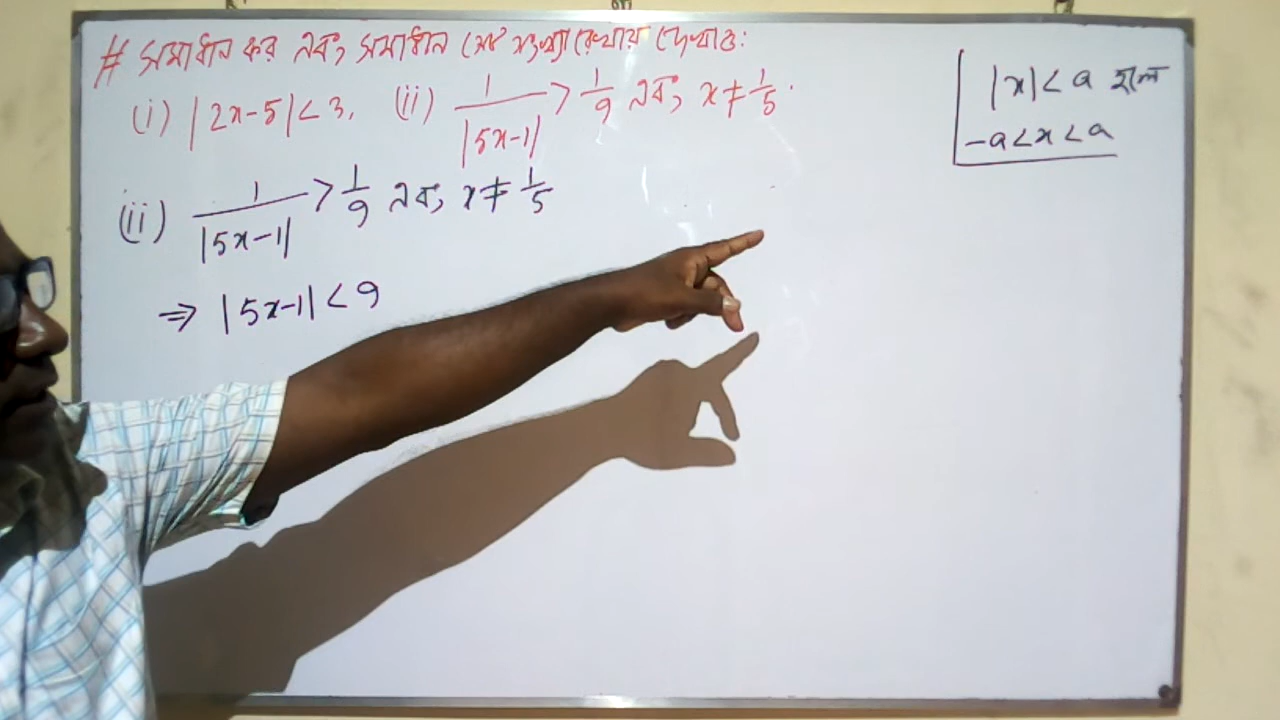 # সমাধান কর এবং সমাধান সেট সংখ্যারেখায় দেখাও:
(i) |2x-5|<3, (ii) 1/|5x-1| > 1/9 এবং, x≠1/5.
|x|<a হলে
-a<x<a
(ii) 1/|5x-1| > 1/9 এবং, x≠1/5
⇒ |5x-1|<9